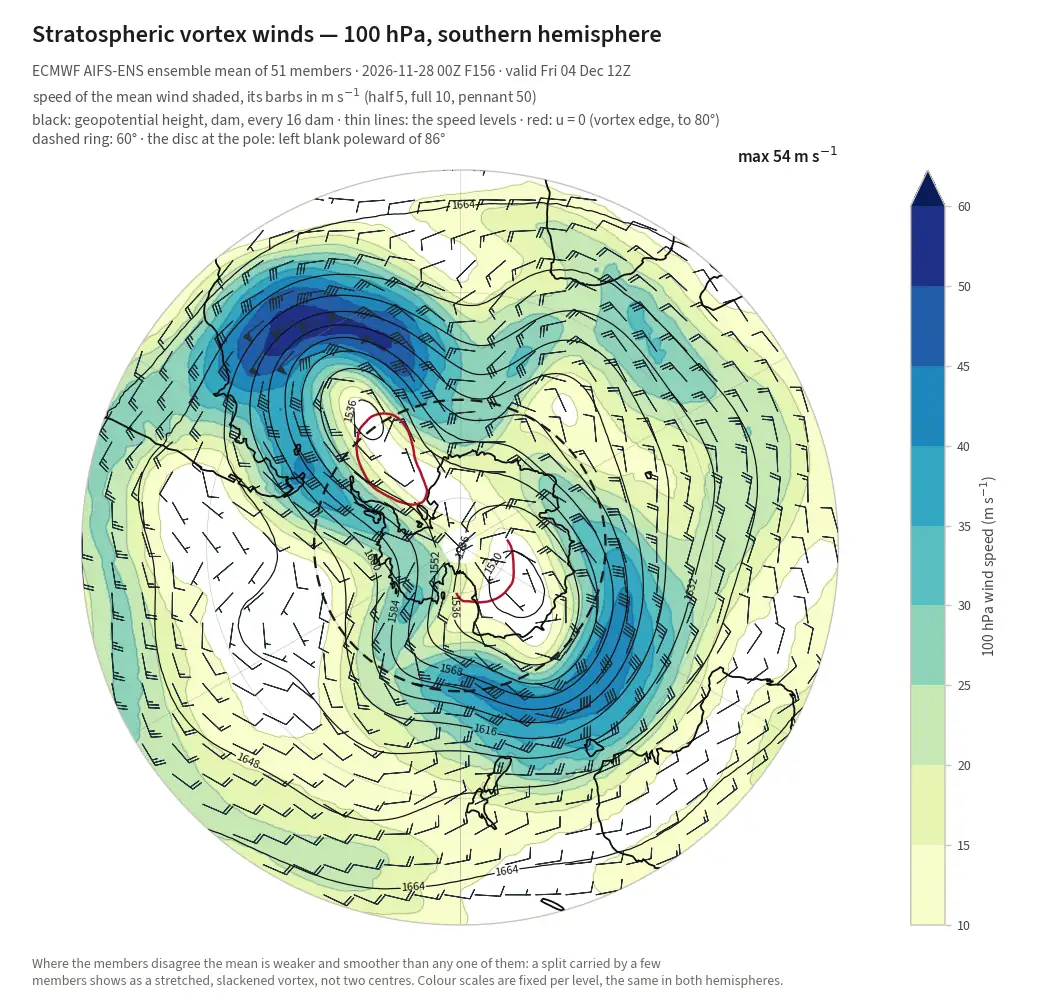 Stratospheric vortex winds — 100 hPa, southern hemisphere
ECMWF AIFS-ENS ensemble mean of 51 members · 2026-11-28 00Z F156 · valid Fri 04 Dec 12Z
speed of the mean wind shaded, its barbs in m s⁻¹ (half 5, full 10, pennant 50)
black: geopotential height, dam, every 16 dam · thin lines: the speed levels · red: u = 0 (vortex edge, to 80°)
dashed ring: 60° · the disc at the pole: left blank poleward of 86°
max 54 m s⁻¹
1664
1536
1552
1520
1584
1536
1632
1568
1616
1648
1664
1664
60
50
45
40
35
30
25
20
15
10
100 hPa wind speed (m s⁻¹)
Where the members disagree the mean is weaker and smoother than any one of them: a split carried by a few
members shows as a stretched, slackened vortex, not two centres. Colour scales are fixed per level, the same in both hemispheres.